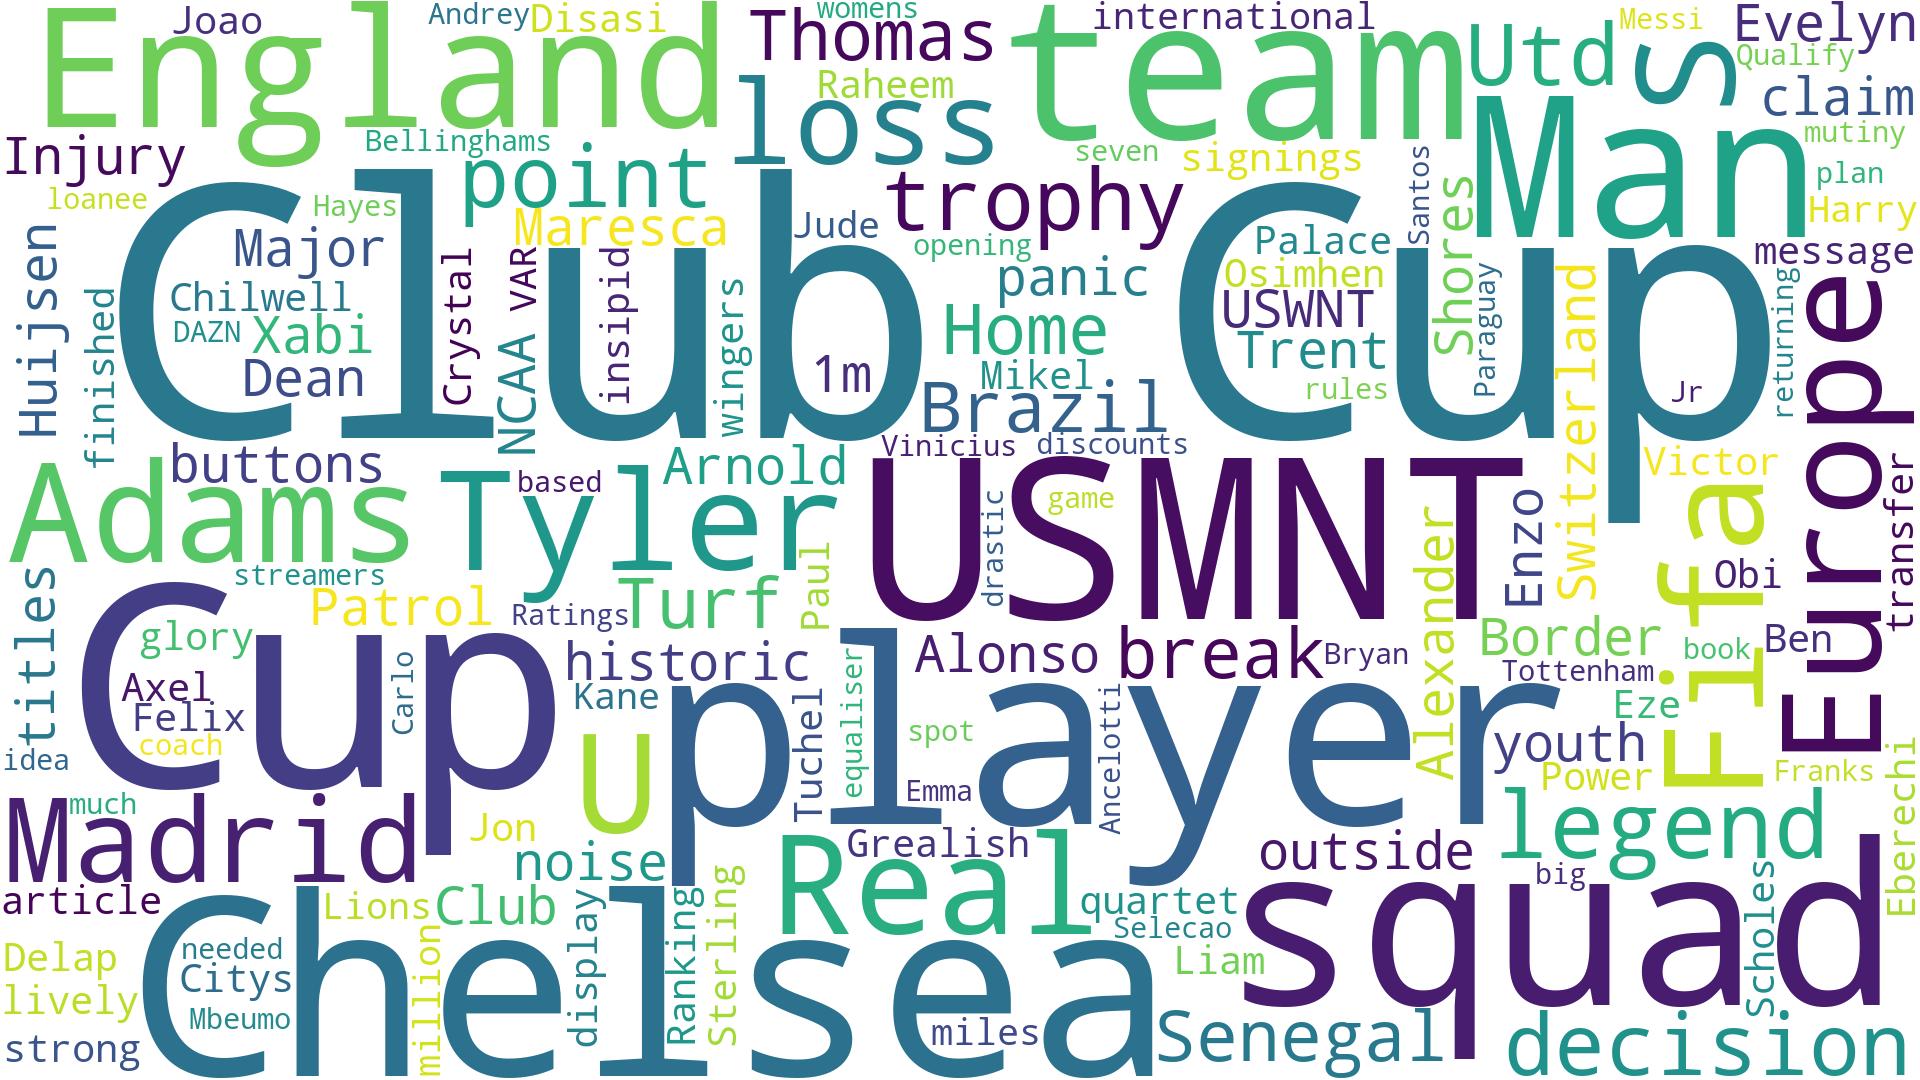 Joao
Andrey
Disasi
womens
international
Messi
Evelyn
England
Thomas
team
Utd
S
Qualify
Raheem
loss
claim
Man
Injury
Bellinghams
point
seven
signings
mutiny
plan
loanee
Hayes
trophy
Santos
Shores
Harry
Club
Cup
Maresca
Jude
opening
Palace
message
Huijsen
Major
Crystal
VAR
insipid
wingers
panic
Osimhen
Paraguay
Switzerland
returning
Europe
finished
Chilwell
DAZN
Xabi
Dean
NCAA
1m
Home
Mikel
USWNT
Trent
rules
Jr
Brazil
Vinicius
discounts
buttons
Arnold
Victor
Adams
Tyler
based
USMNT
drastic
game
Alexander
Enzo
Fifa
transfer
titles
streamers
Patrol
Ratings
Turf
Paul
Obi
glory
Cup
Carlo
historic
player
Alonso
break
Bryan
Border
book
Ben
Tottenham
Axel
Felix
coach
Kane
Tuchel
equaliser
spot
Ancelotti
Eze
idea
U
Emma
youth
Power
Franks
Eberechi
Madrid
much
Jon
noise
Real
Grealish
outside
legend
big
article
Lions
Club
display
Ranking
Sterling
quartet
Selecao
squad
Scholes
Delap
needed
Citys
Chelsea
million
Liam
lively
Mbeumo
miles
strong
Senegal
decision